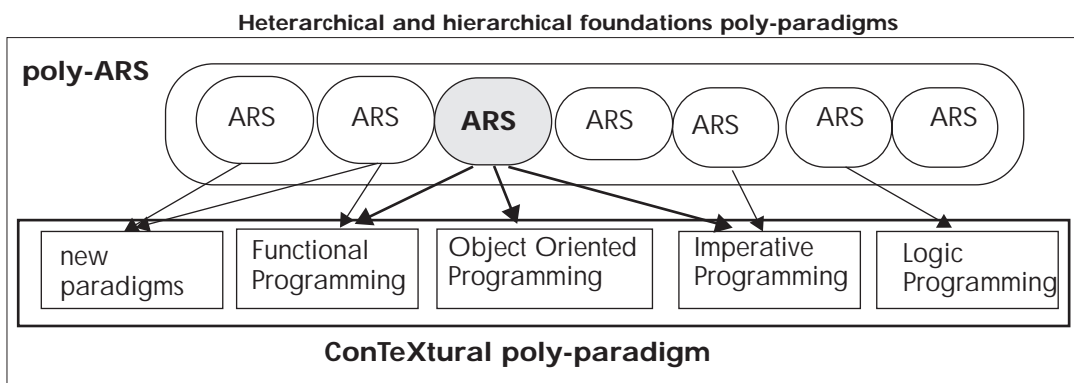 Heterarchical and hierarchical foundations poly-paradigms
poly-ARS
ARS
ARS
ARS
ARS
ARS
ARS
ARS
new
paradigms
Functional
Programming
Object Oriented
Programming
Imperative
Programming
Logic
Programming
ConTeXtural poly-paradigm